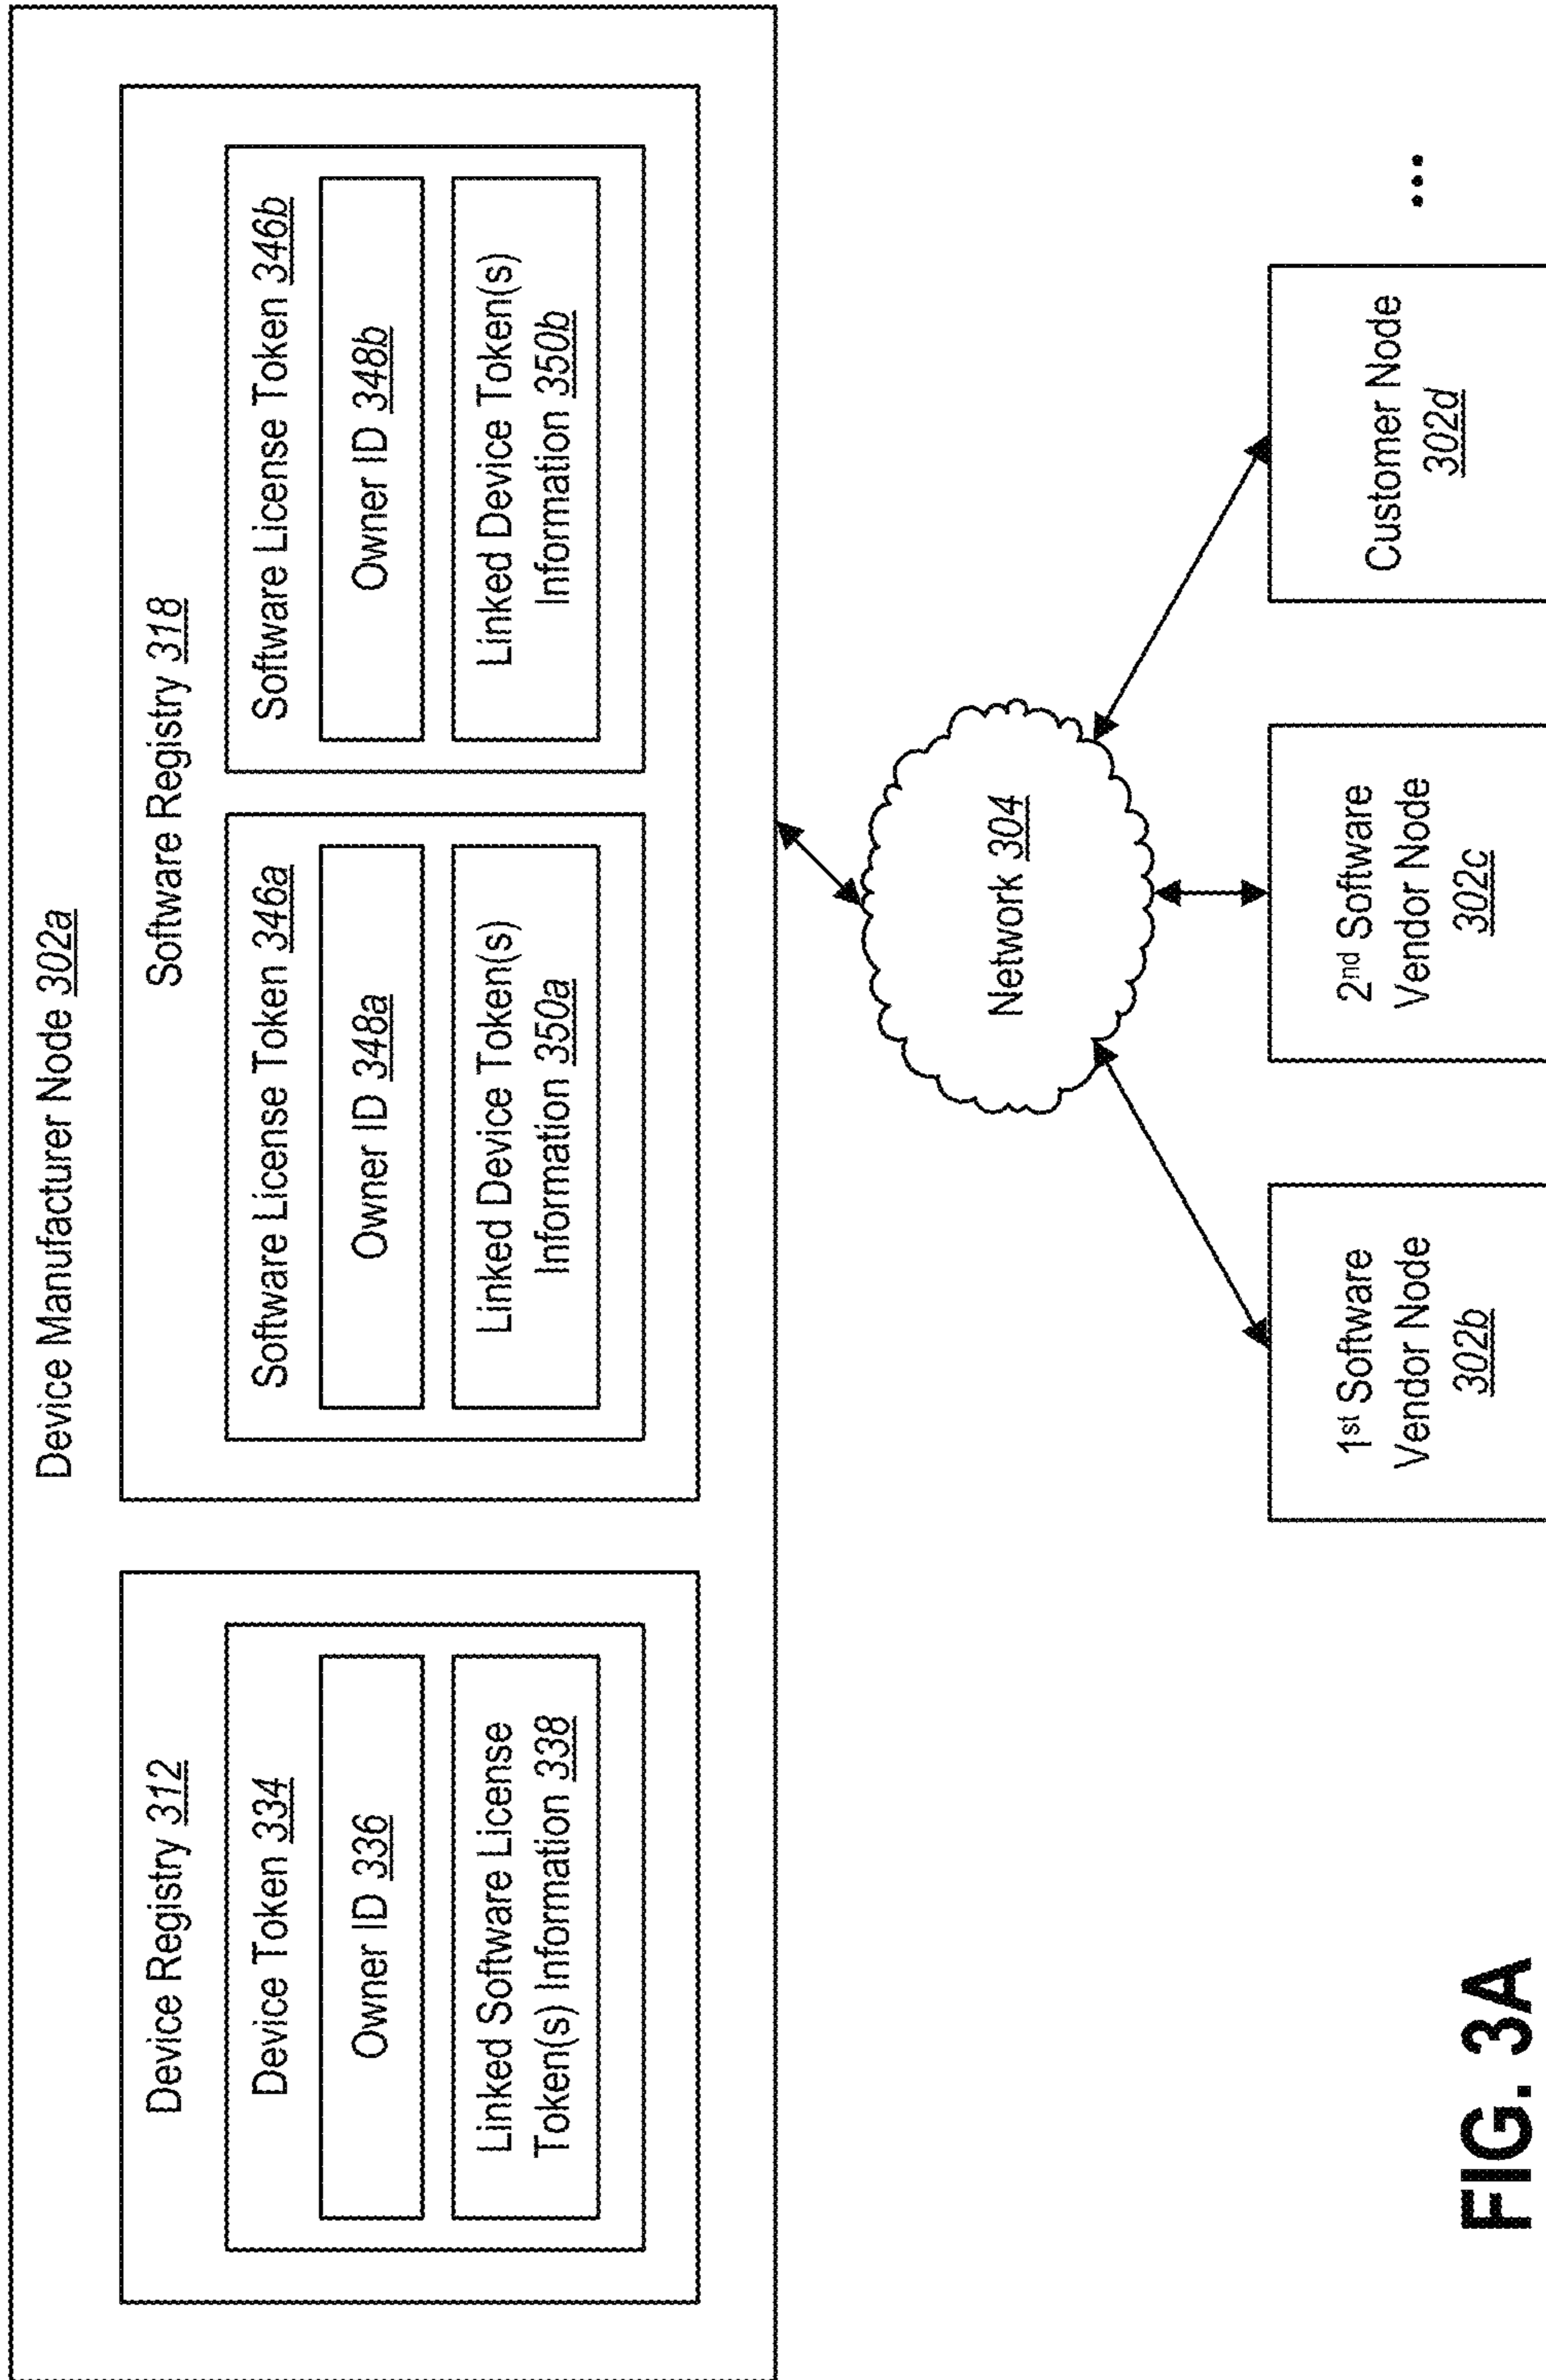 Device Manufacturer Node 302a
Device Registry 312
Device Token 334
Owner ID 336
Linked Software License
Token(s) Information 338
Software Registry 318
Software License Token 346a
Owner ID 348a
Linked Device Token(s)
Information 350a
Software License Token 346b
Owner ID 348b
Linked Device Token(s)
Information 350b
Network 304
1st Software
Vendor Node
302b
2nd Software
Vendor Node
302c
Customer Node
302d
...
FIG. 3A